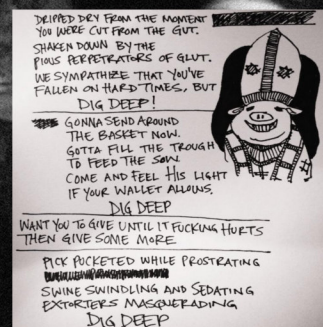 DRIPPED DRY FROM THE MOMENT
YOU WERE CUT FROM THE GUT.
SHAKEN DOWN BY THE
PIOUS PERPETRATORS OF GLUT.
WE SYMPATHIZE THAT YOU'VE
FALLEN ON HARD TIMES, BUT
DIG DEEP!
GONNA SEND AROUND
THE BASKET NOW.
GOTTA FILL THE TROUGH
TO FEED THE SOW.
COME AND FEEL HIS LIGHT
IF YOUR WALLET ALLOWS.
DIG DEEP
WANT YOU TO GIVE UNTIL IT FUCKING HURTS
THEN GIVE SOME MORE
PICK POCKETED WHILE PROSTRATING
SWINE SWINDLING AND SEDATING
EXTORTERS MASQUERADING
DIG DEEP